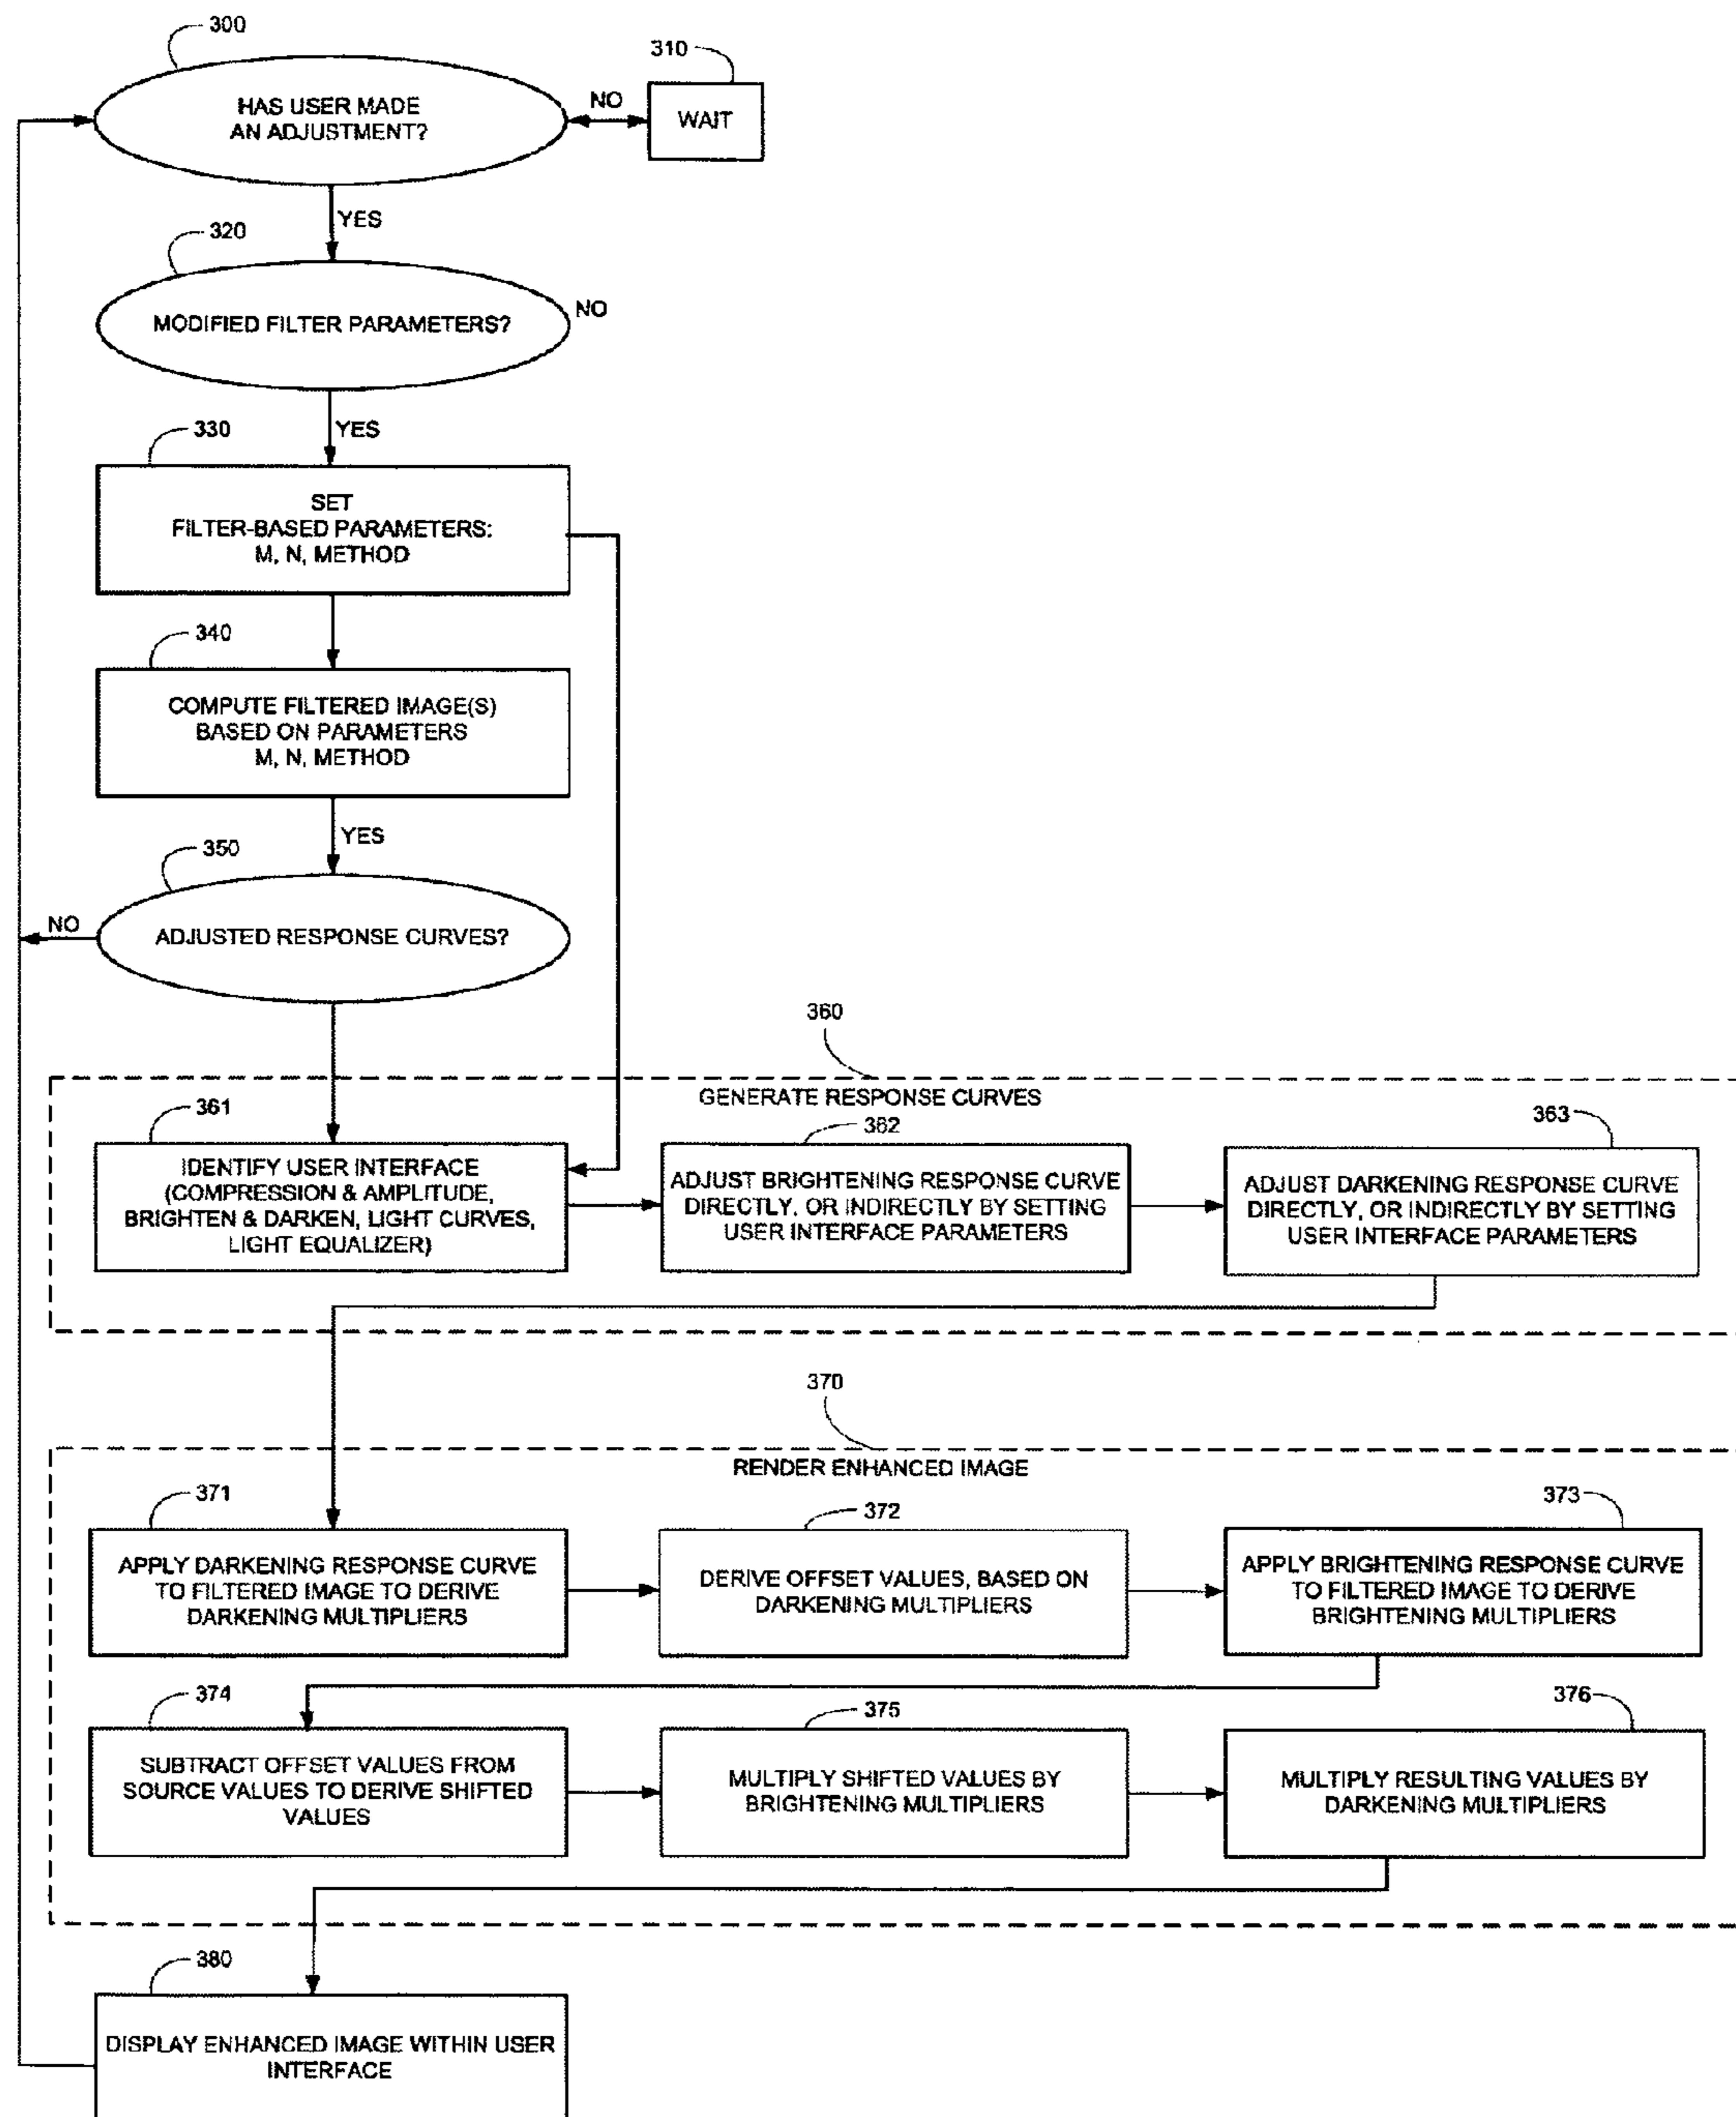 300
310
HAS USER MADE
AN ADJUSTMENT?
NO
WAIT
YES
320
MODIFIED FILTER PARAMETERS?
NO
YES
330
SET
FILTER-BASED PARAMETERS:
M, N, METHOD
340
COMPUTE FILTERED IMAGE(S)
BASED ON PARAMETERS
M, N, METHOD
YES
350
NO
ADJUSTED RESPONSE CURVES?
360
GENERATE RESPONSE CURVES
361
IDENTIFY USER INTERFACE
(COMPRESSION & AMPLITUDE,
BRIGHTEN & DARKEN, LIGHT CURVES,
LIGHT EQUALIZER)
362
ADJUST BRIGHTENING RESPONSE CURVE
DIRECTLY, OR INDIRECTLY BY SETTING
USER INTERFACE PARAMETERS
363
ADJUST DARKENING RESPONSE CURVE
DIRECTLY, OR INDIRECTLY BY SETTING
USER INTERFACE PARAMETERS
370
RENDER ENHANCED IMAGE
371
APPLY DARKENING RESPONSE CURVE
TO FILTERED IMAGE TO DERIVE
DARKENING MULTIPLIERS
372
DERIVE OFFSET VALUES, BASED ON
DARKENING MULTIPLIERS
373
APPLY BRIGHTENING RESPONSE CURVE
TO FILTERED IMAGE TO DERIVE
BRIGHTENING MULTIPLIERS
374
SUBTRACT OFFSET VALUES FROM
SOURCE VALUES TO DERIVE SHIFTED
VALUES
375
MULTIPLY SHIFTED VALUES BY
BRIGHTENING MULTIPLIERS
376
MULTIPLY RESULTING VALUES BY
DARKENING MULTIPLIERS
380
DISPLAY ENHANCED IMAGE WITHIN USER
INTERFACE